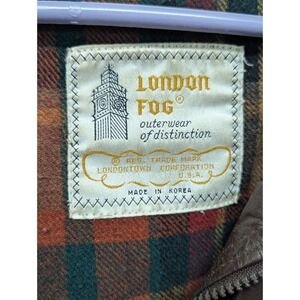 LONDON
FOG®
outerwear
of distinction
© REG. TRADE MARK
LONDONTOWN CORPORATION
U.S.A.
MADE IN KOREA